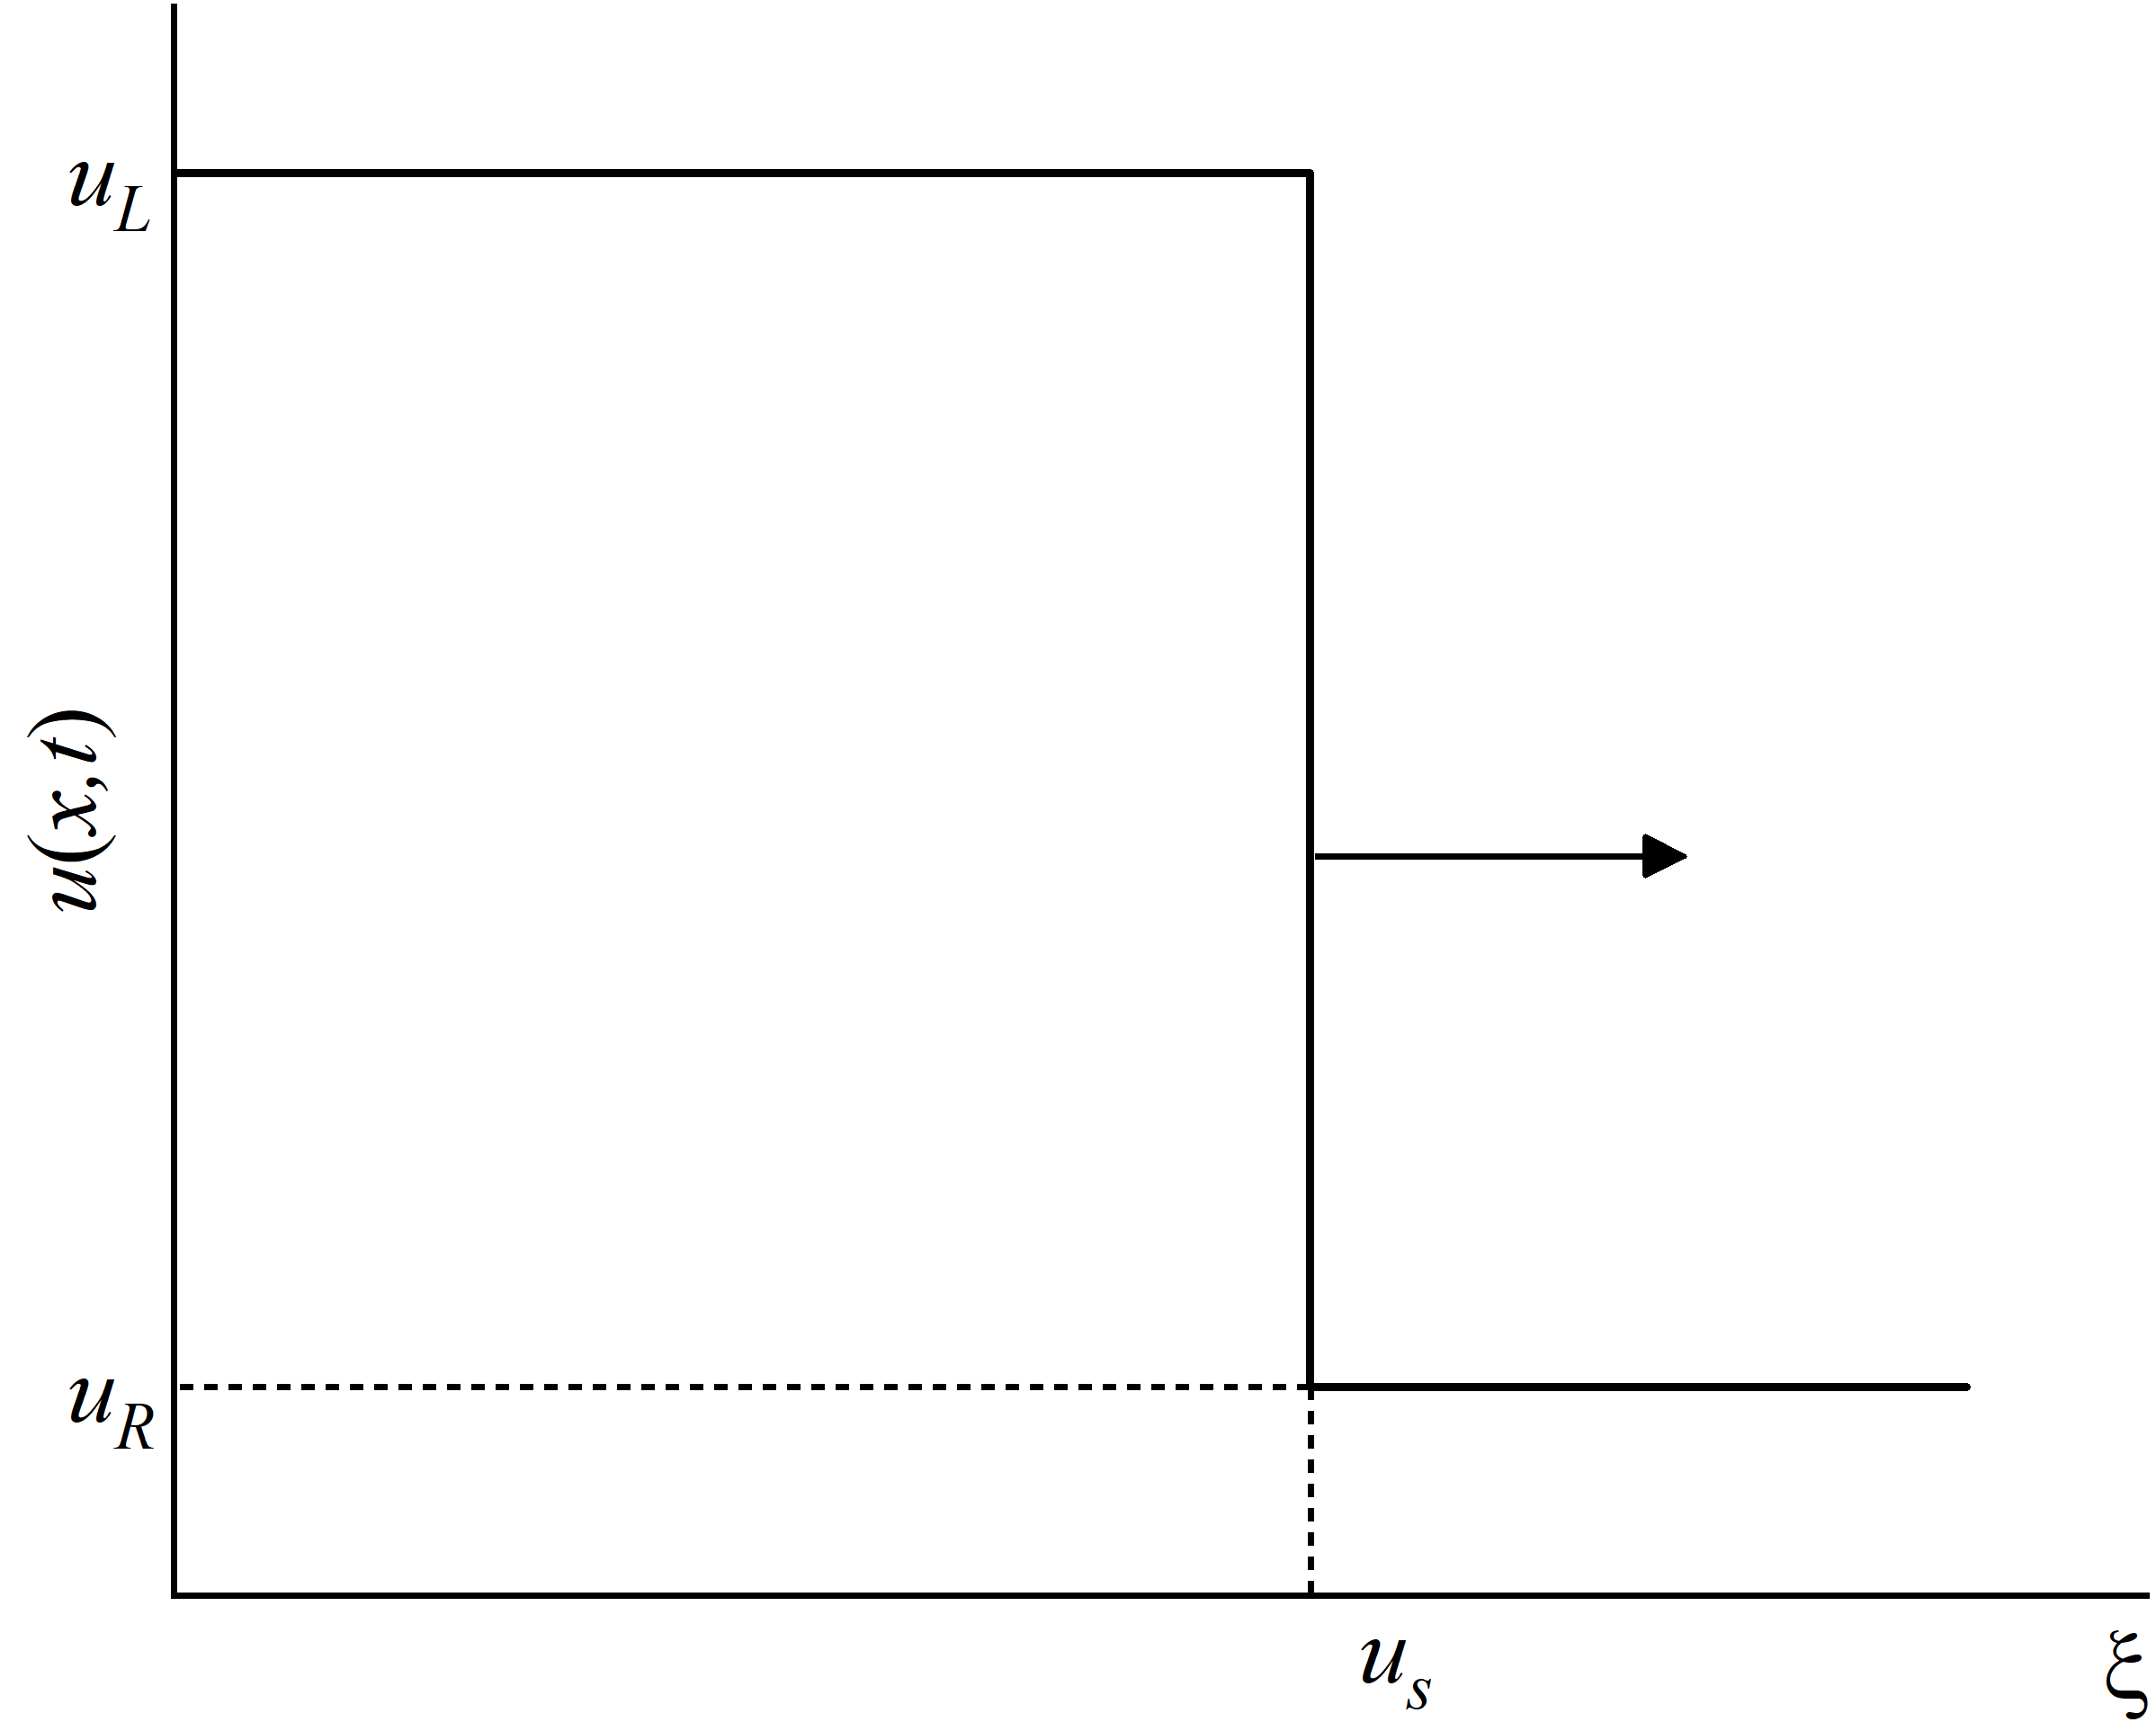 u_L
u(x,t)
u_R
u_s
ξ